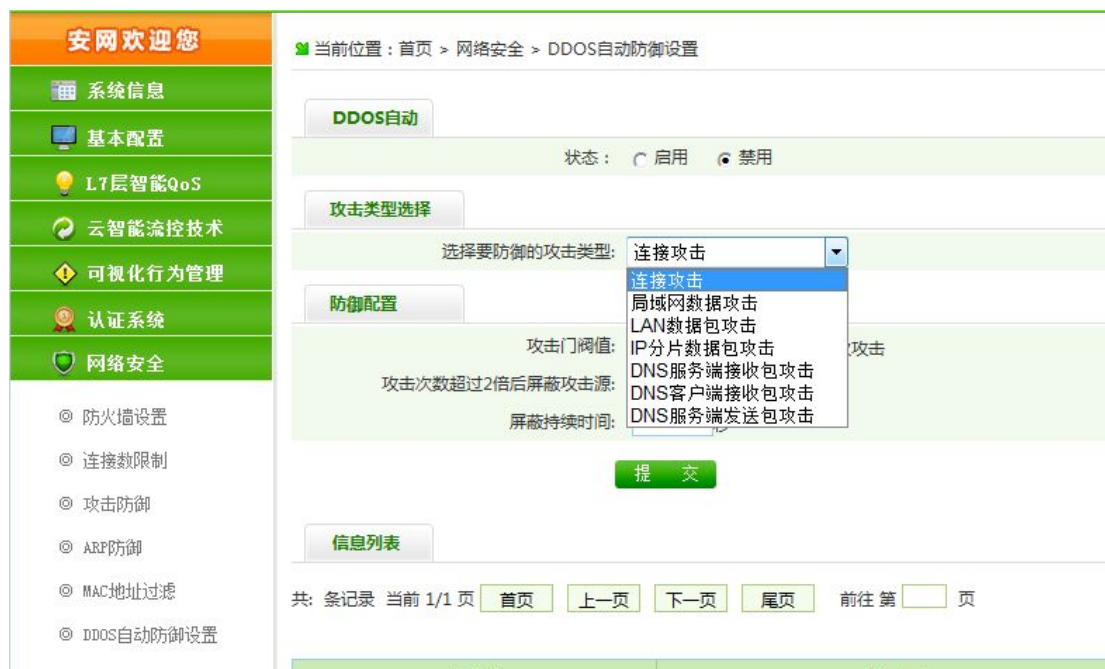 安网欢迎您
系统信息
基本配置
L7层智能QoS
云智能流控技术
可视化行为管理
认证系统
网络安全
◎ 防火墙设置
◎ 连接数限制
◎ 攻击防御
◎ ARP防御
◎ MAC地址过滤
◎ DDOS自动防御设置
当前位置：首页 > 网络安全 > DDOS自动防御设置
DDOS自动
状态： 启用 禁用
攻击类型选择
选择要防御的攻击类型: 连接攻击
连接攻击
局域网数据攻击
LAN数据包攻击
IP分片数据包攻击
DNS服务端接收包攻击
DNS客户端接收包攻击
DNS服务端发送包攻击
防御配置
攻击门阀值: 攻击
攻击次数超过2倍后屏蔽攻击源:
屏蔽持续时间:
提 交
信息列表
共: 条记录 当前 1/1 页 首页 上一页 下一页 尾页 前往 第 页